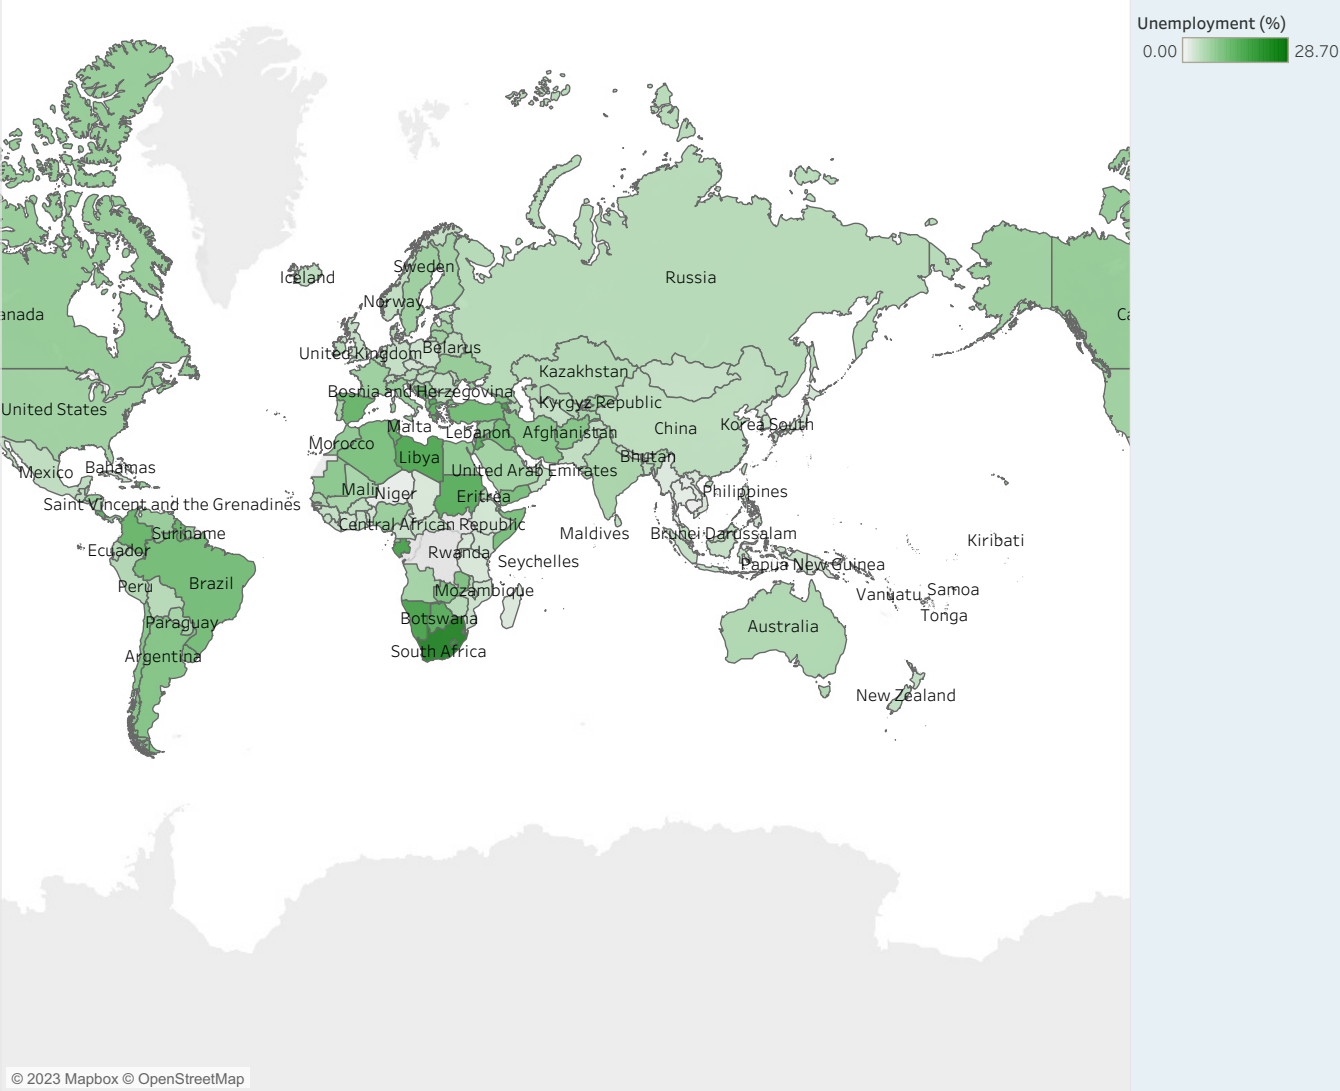 Unemployment (%)
0.00 28.70
Iceland
Sweden
Russia
Norway
anada
Ca
United Kingdom
Belarus
Kazakhstan
Bosnia and Herzegovina
Kyrgyz Republic
United States
Malta
Korea South
China
Lebanon
Afghanistan
Morocco
Libya
Bhutan
Mexico
Bahamas
United Arab Emirates
Mali
Niger
Eritrea
Philippines
Saint Vincent and the Grenadines
Central African Republic
Suriname
Maldives
Brunei Darussalam
Kiribati
Ecuador
Rwanda
Seychelles
Papua New Guinea
Peru
Brazil
Mozambique
Vanuatu
Samoa
Tonga
Paraguay
Botswana
Australia
Argentina
South Africa
New Zealand
© 2023 Mapbox © OpenStreetMap